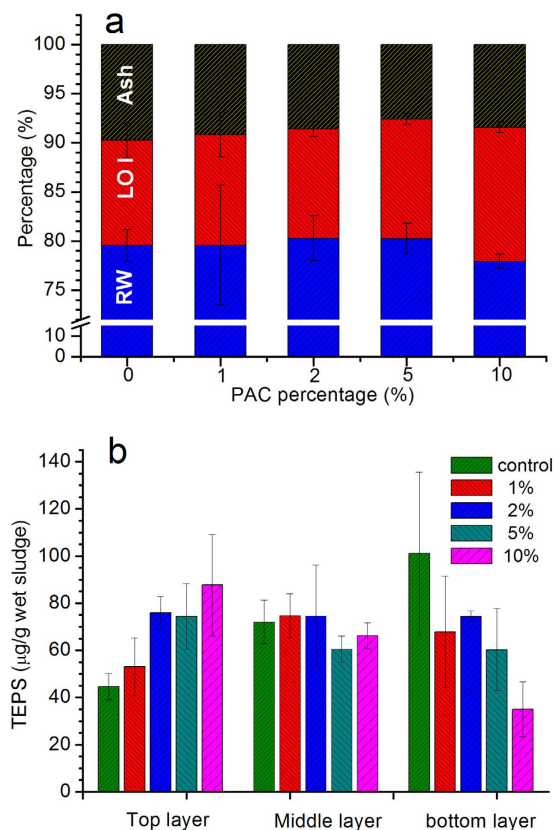 a
100
95
90
85
80
75
10
0
Percentage (%)
Ash
LO I
RW
0 1 2 5 10
PAC percentage (%)
b
140
120
100
80
60
40
20
0
TEPS (μg/g wet sludge)
control
1%
2%
5%
10%
Top layer Middle layer bottom layer